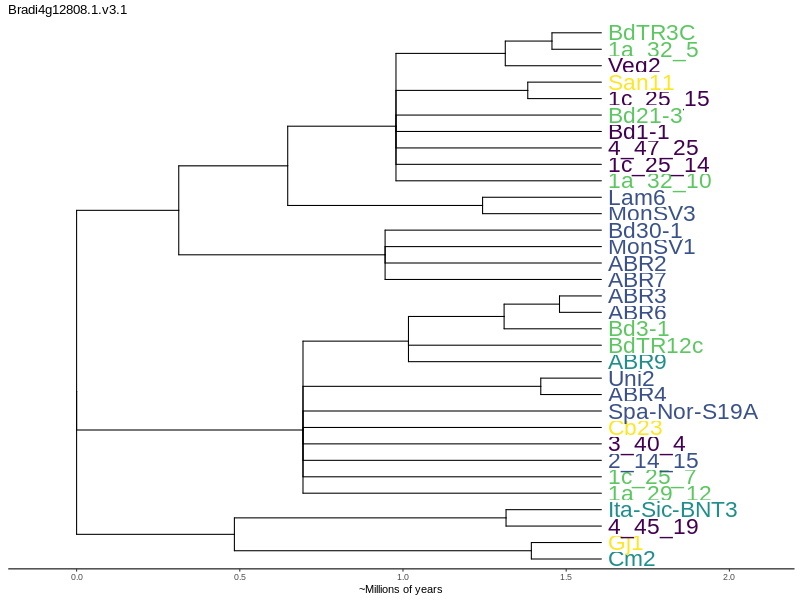 Bradi4g12808.1.v3.1
BdTR3C
1a_32_5
Veg2
San11
1c_25_15
Bd21-3
Bd1-1
4_47_25
1c_25_14
1a_32_10
Lam6
MonSV3
Bd30-1
MonSV1
ABR2
ABR7
ABR3
ABR6
Bd3-1
BdTR12c
ABR9
Uni2
ABR4
Spa-Nor-S19A
Cb23
3_40_4
2_14_15
1c_25_7
1a_29_12
Ita-Sic-BNT3
4_45_19
Gj1
Cm2
0.0 0.5 1.0 1.5 2.0
~Millions of years